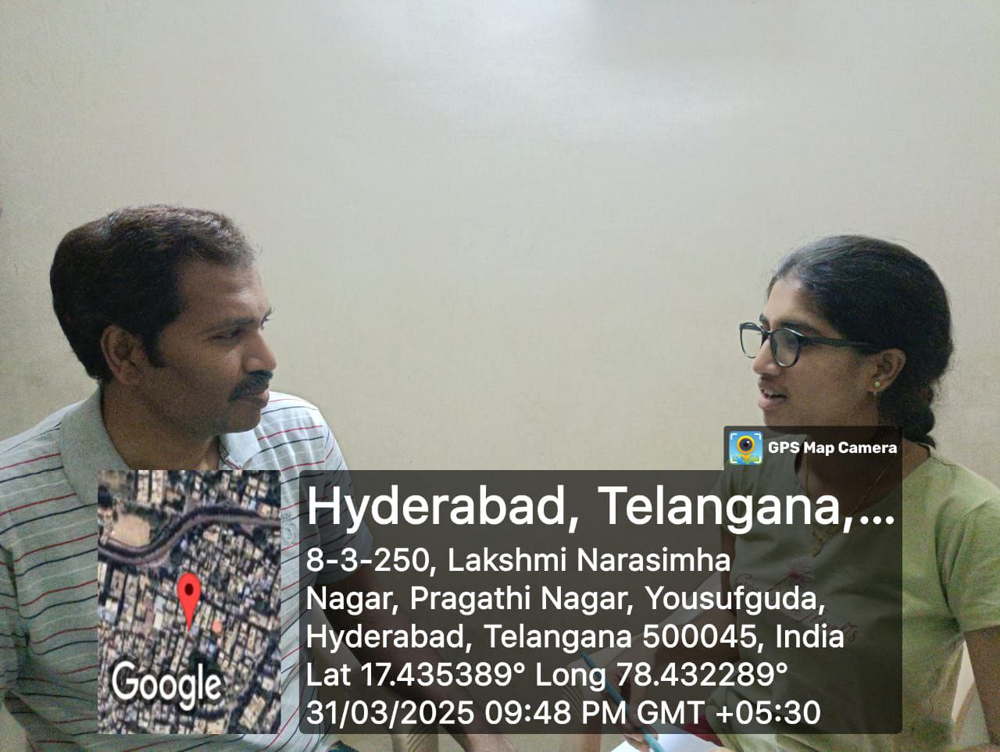 GPS Map Camera
Hyderabad, Telangana,...
8-3-250, Lakshmi Narasimha
Nagar, Pragathi Nagar, Yousufguda,
Hyderabad, Telangana 500045, India
Lat 17.435389° Long 78.432289°
31/03/2025 09:48 PM GMT +05:30
Google